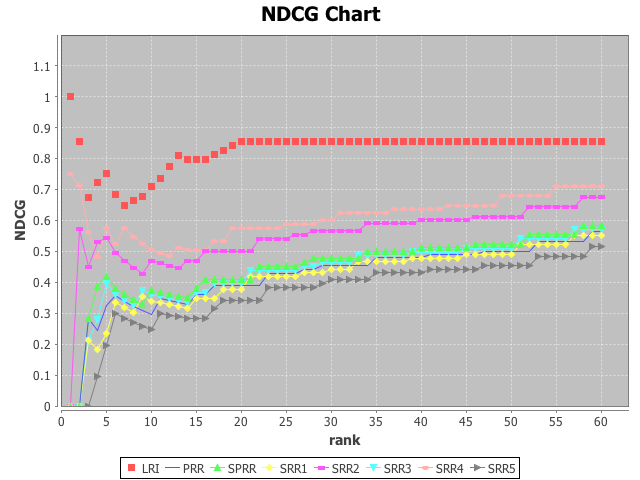 NDCG Chart
NDCG
1.1
1
0.9
0.8
0.7
0.6
0.5
0.4
0.3
0.2
0.1
0
0 5 10 15 20 25 30 35 40 45 50 55 60
rank
LRI PRR SPRR SRR1 SRR2 SRR3 SRR4 SRR5